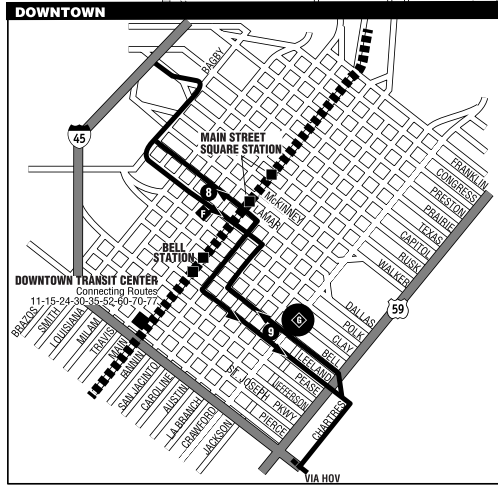 DOWNTOWN
BAGBY
45
MAIN STREET
SQUARE STATION
8
F
McKINNEY
LAMAR
FRANKLIN
CONGRESS
PRESTON
PRAIRIE
TEXAS
CAPITOL
RUSK
WALKER
59
BELL
STATION
DOWNTOWN TRANSIT CENTER
Connecting Routes
11-15-24-30-35-52-60-70-77
BRAZOS
SMITH
LOUISIANA
MILAM
TRAVIS
MAIN
FANNIN
SAN JACINTO
CAROLINE
AUSTIN
LA BRANCH
CRAWFORD
JACKSON
G
9
DALLAS
POLK
CLAY
BELL
LEELAND
PEASE
JEFFERSON
ST. JOSEPH PKWY
PIERCE
CHARTRES
VIA HOV